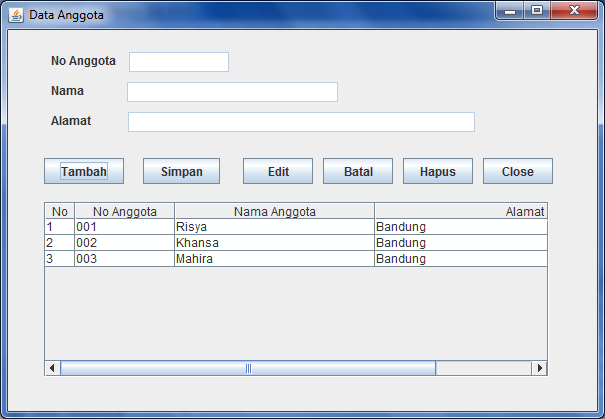 Data Anggota
No Anggota
Nama
Alamat
Tambah Simpan Edit Batal Hapus Close
No No Anggota Nama Anggota Alamat
1 001 Risya Bandung
2 002 Khansa Bandung
3 003 Mahira Bandung